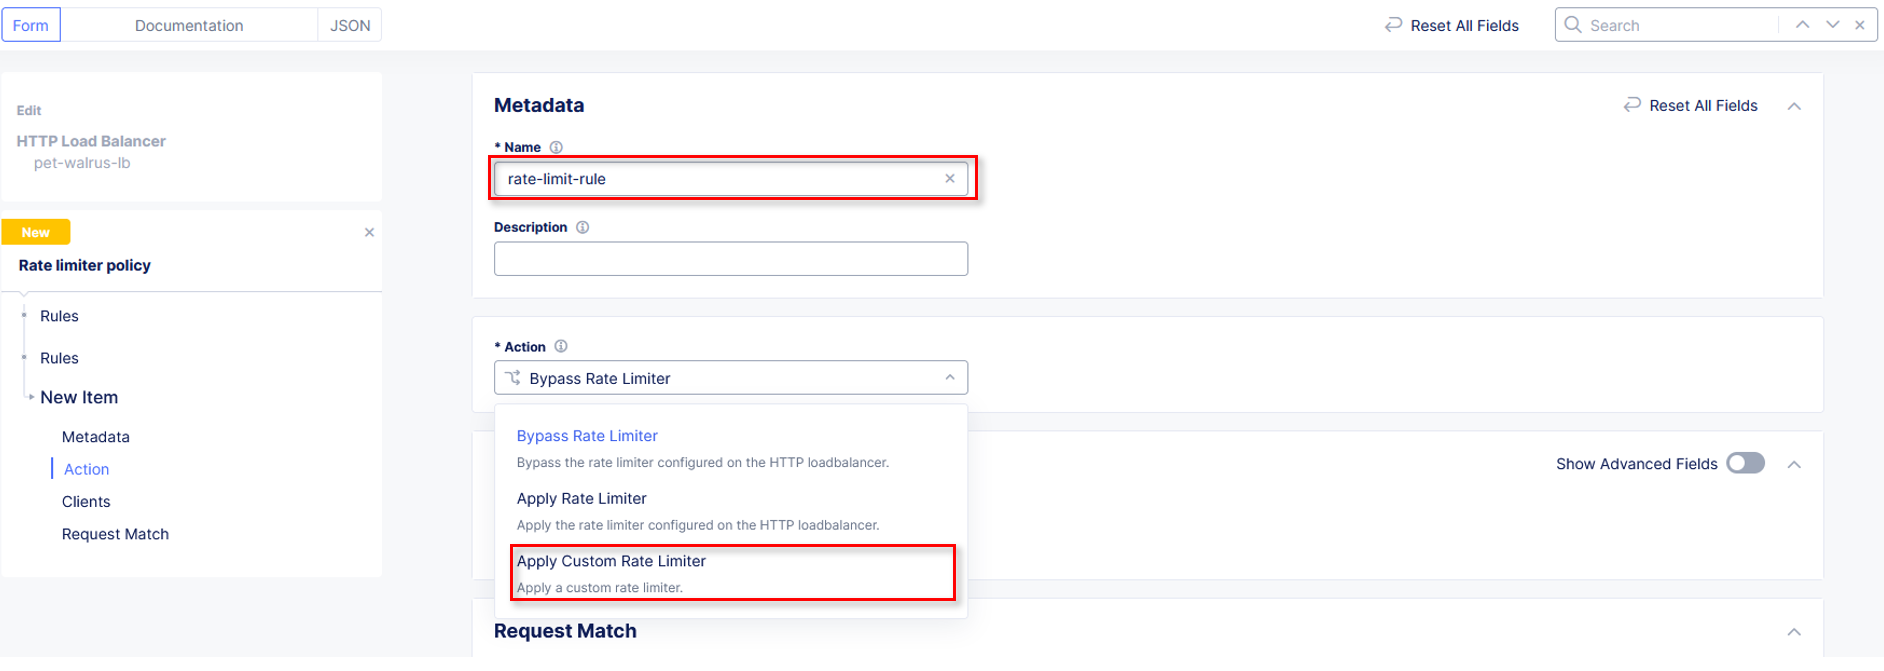 Form
Documentation
JSON
Reset All Fields
Search
Edit
HTTP Load Balancer
pet-walrus-lb
New
Rate limiter policy
Rules
Rules
New Item
Metadata
Action
Clients
Request Match
Metadata
Reset All Fields
* Name
rate-limit-rule
Description
* Action
Bypass Rate Limiter
Bypass Rate Limiter
Bypass the rate limiter configured on the HTTP loadbalancer.
Apply Rate Limiter
Apply the rate limiter configured on the HTTP loadbalancer.
Apply Custom Rate Limiter
Apply a custom rate limiter.
Show Advanced Fields
Request Match